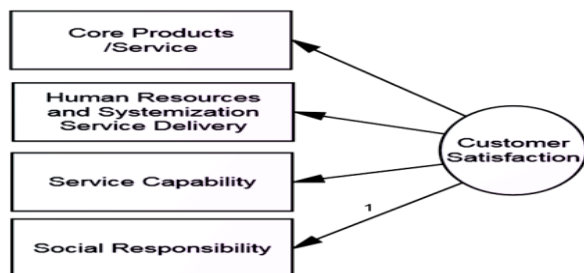 Core Products
/Service
Human Resources
and Systemization
Service Delivery
Customer
Satisfaction
Service Capability
1
Social Responsibility